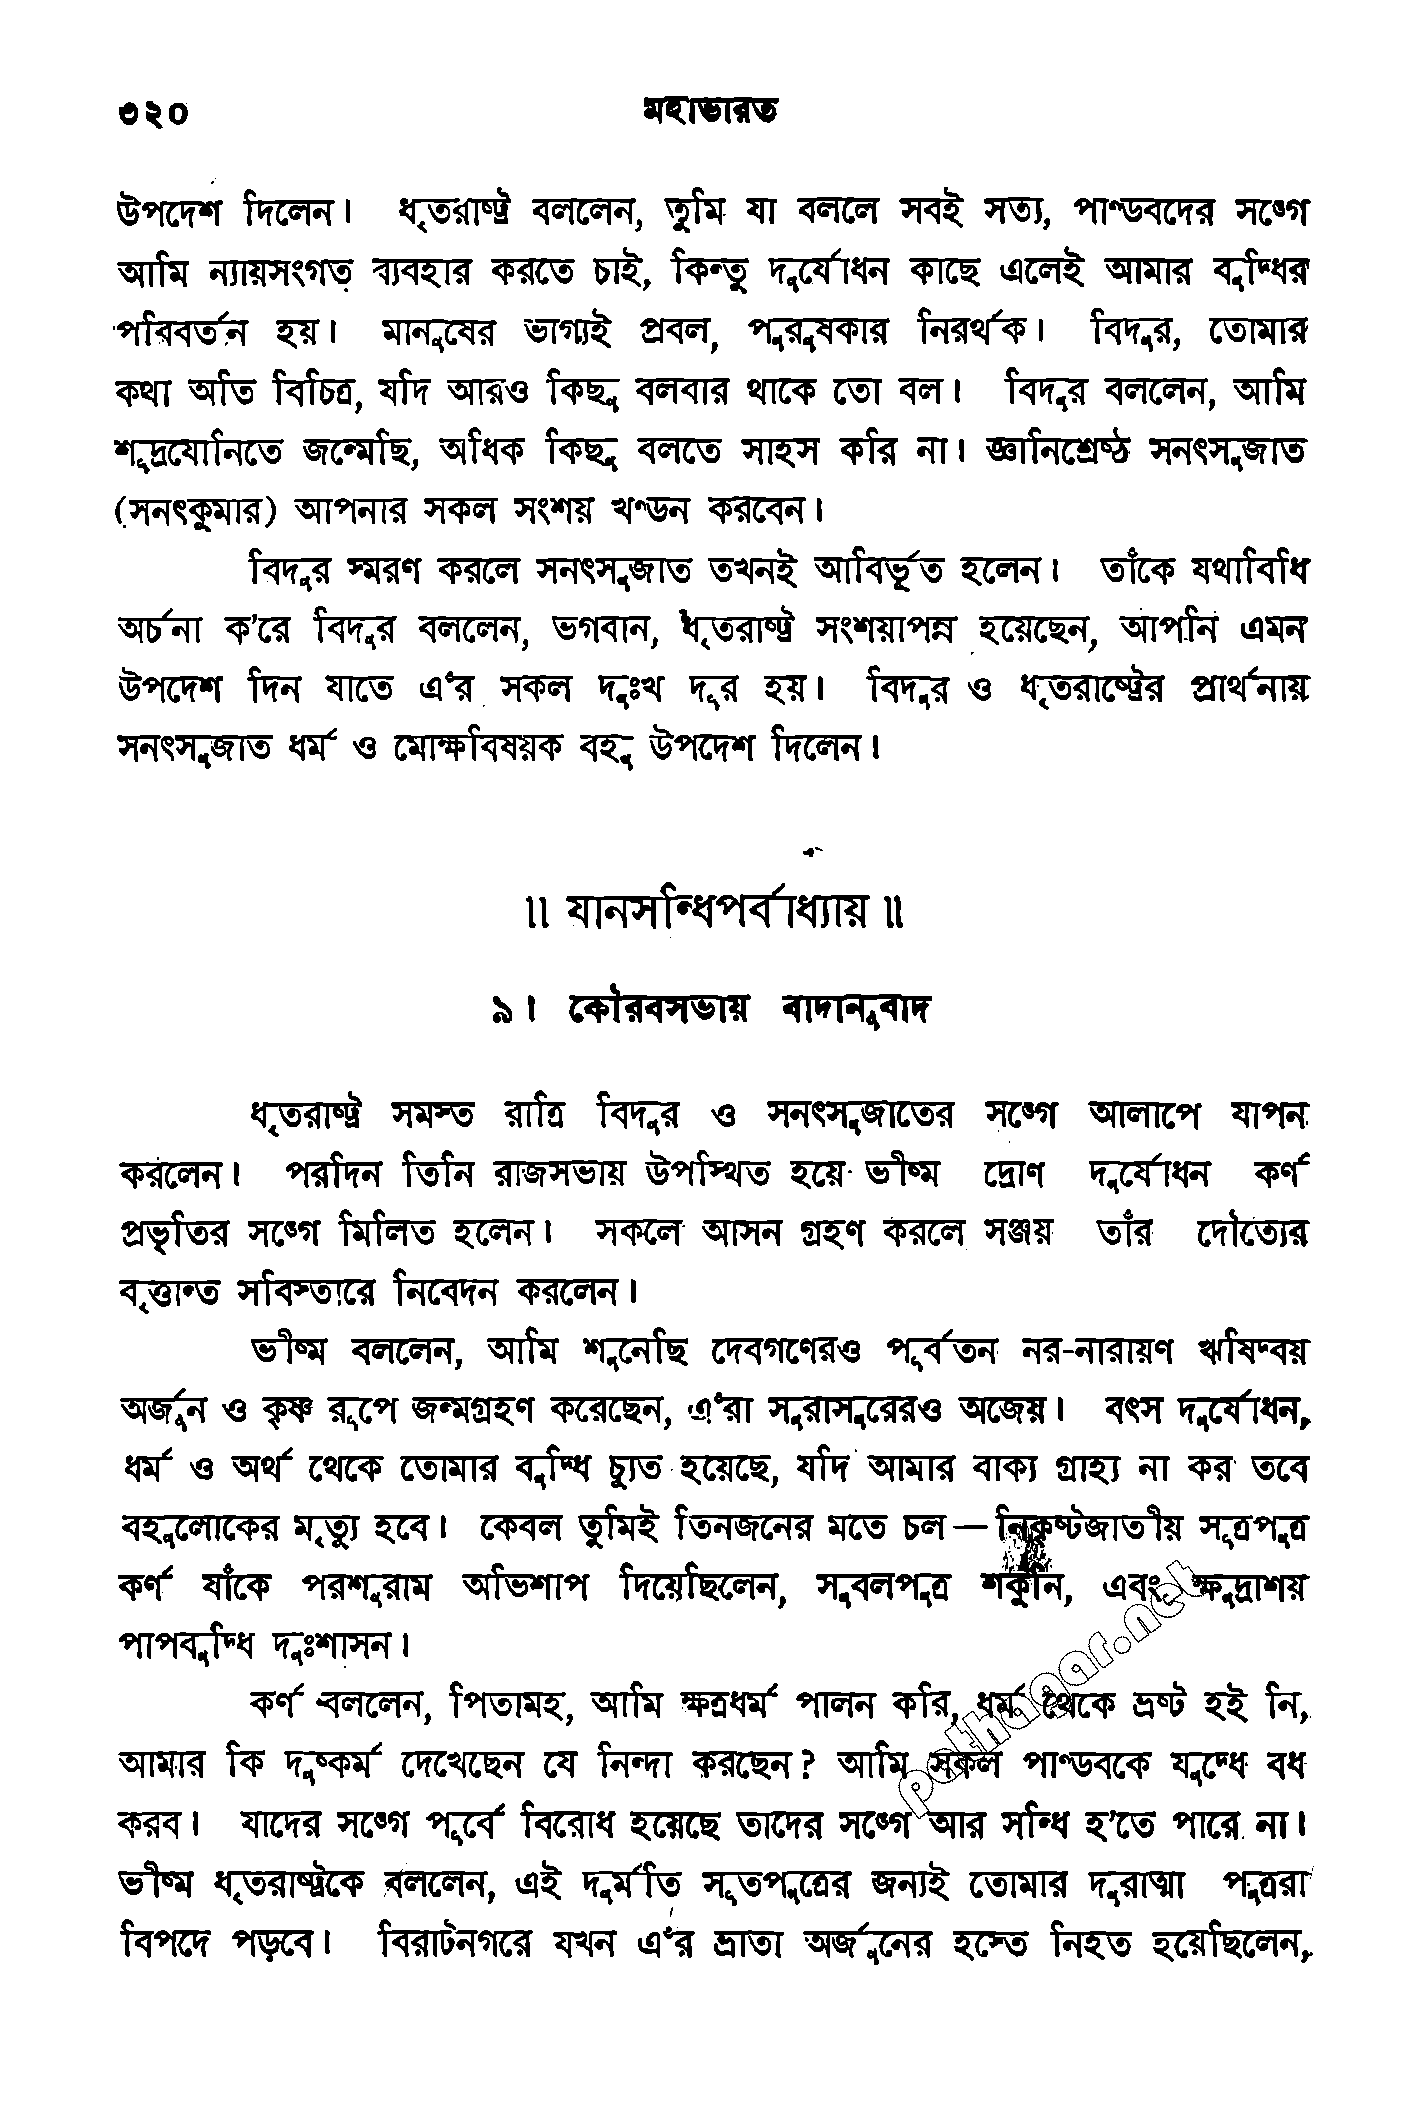 ৩২০ মহাভারত
উপদেশ দিলেন। ধৃতরাষ্ট্র বললেন, তুমি যা বললে সবই সত্য, পাণ্ডবদের সঙ্গে
আমি ন্যায়সংগত ব্যবহার করতে চাই, কিন্তু দুর্যোধন কাছে এলেই আমার বুদ্ধির
পরিবর্তন হয়। মানুষের ভাগ্যই প্রবল, পুরুষকার নিরর্থক। বিদুর, তোমার
কথা অতি বিচিত্র, যদি আরও কিছু বলবার থাকে তো বল। বিদুর বললেন, আমি
শূদ্রযোনিতে জন্মেছি, অধিক কিছু বলতে সাহস করি না। জ্ঞানিশ্রেষ্ঠ সনৎসুজাত
(সনৎকুমার) আপনার সকল সংশয় খণ্ডন করবেন।
বিদুর স্মরণ করলে সনৎসুজাত তখনই আবির্ভূত হলেন। তাঁকে যথাবিধি
অর্চনা ক'রে বিদুর বললেন, ভগবান, ধৃতরাষ্ট্র সংশয়াপন্ন হয়েছেন, আপনি এমন
উপদেশ দিন যাতে এঁর সকল দুঃখ দূর হয়। বিদুর ও ধৃতরাষ্ট্রের প্রার্থনায়
সনৎসুজাত ধর্ম ও মোক্ষবিষয়ক বহু উপদেশ দিলেন।
॥ যানসন্ধিপর্বাধ্যায় ॥
৯। কৌরবসভায় বাদানুবাদ
ধৃতরাষ্ট্র সমস্ত রাত্রি বিদুর ও সনৎসুজাতের সঙ্গে আলাপে যাপন
করলেন। পরদিন তিনি রাজসভায় উপস্থিত হয়ে ভীষ্ম দ্রোণ দুর্যোধন কর্ণ
প্রভৃতির সঙ্গে মিলিত হলেন। সকলে আসন গ্রহণ করলে সঞ্জয় তাঁর দৌত্যের
বৃত্তান্ত সবিস্তারে নিবেদন করলেন।
ভীষ্ম বললেন, আমি শুনেছি দেবগণেরও পূর্বতন নর-নারায়ণ ঋষিদ্বয়
অর্জুন ও কৃষ্ণ রূপে জন্মগ্রহণ করেছেন, এঁরা সুরাসুরেরও অজেয়। বৎস দুর্যোধন,
ধর্ম ও অর্থ থেকে তোমার বুদ্ধি চ্যুত হয়েছে, যদি আমার বাক্য গ্রাহ্য না কর তবে
বহুলোকের মৃত্যু হবে। কেবল তুমিই তিনজনের মতে চল — নিকৃষ্টজাতীয় সূত্রপুত্র
কর্ণ যাঁকে পরশুরাম অভিশাপ দিয়েছিলেন, সুবলপুত্র শকুনি, এবং ক্ষুদ্রাশয়
পাপবুদ্ধি দুঃশাসন।
কর্ণ বললেন, পিতামহ, আমি ক্ষত্রধর্ম পালন করি, ধর্ম থেকে ভ্রষ্ট হই নি,
আমার কি দুষ্কর্ম দেখেছেন যে নিন্দা করছেন? আমি সকল পাণ্ডবকে যুদ্ধে বধ
করব। যাদের সঙ্গে পূর্বে বিরোধ হয়েছে তাদের সঙ্গে আর সন্ধি হ'তে পারে না।
ভীষ্ম ধৃতরাষ্ট্রকে বললেন, এই দুর্মতি সূতপুত্রের জন্যই তোমার দুরাত্মা পুত্ররা
বিপদে পড়বে। বিরাটনগরে যখন এঁর ভ্রাতা অর্জুনের হস্তে নিহত হয়েছিলেন,
pathagar.net